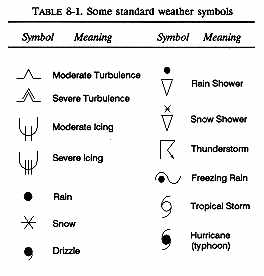 TABLE 8-1. Some standard weather symbols
Symbol Meaning Symbol Meaning
Moderate Turbulence
Severe Turbulence
Moderate Icing
Severe Icing
Rain
Snow
Drizzle
Rain Shower
Snow Shower
Thunderstorm
Freezing Rain
Tropical Storm
Hurricane
(typhoon)